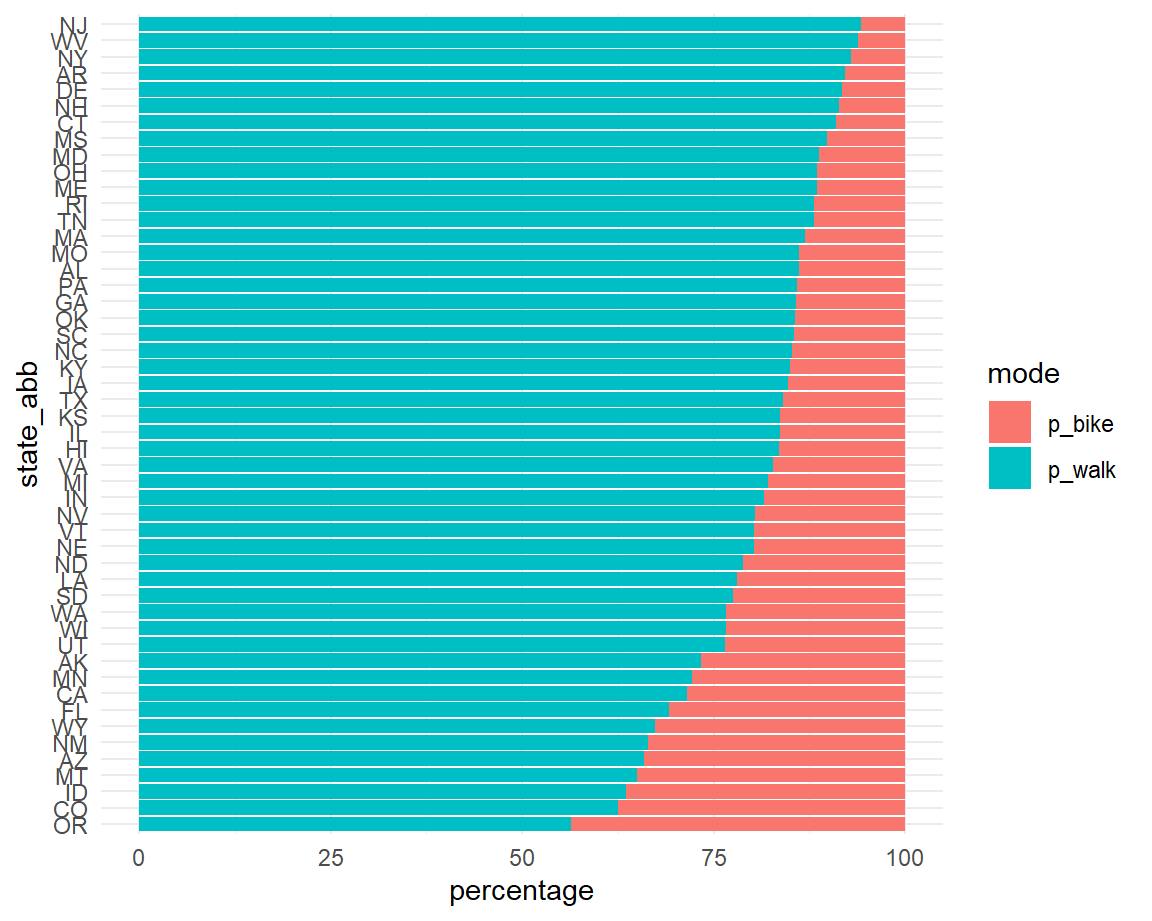 NJ
WV
NY
AR
DE
NH
CT
MS
MD
OH
ME
RI
TN
MA
MO
AL
PA
GA
OK
SC
NC
KY
IA
TX
KS
IL
HI
VA
MI
IN
NV
VT
NE
ND
LA
SD
WA
WI
UT
AK
MN
CA
FL
WY
NM
AZ
MT
ID
CO
OR
state_abb
0 25 50 75 100
percentage
mode
p_bike
p_walk